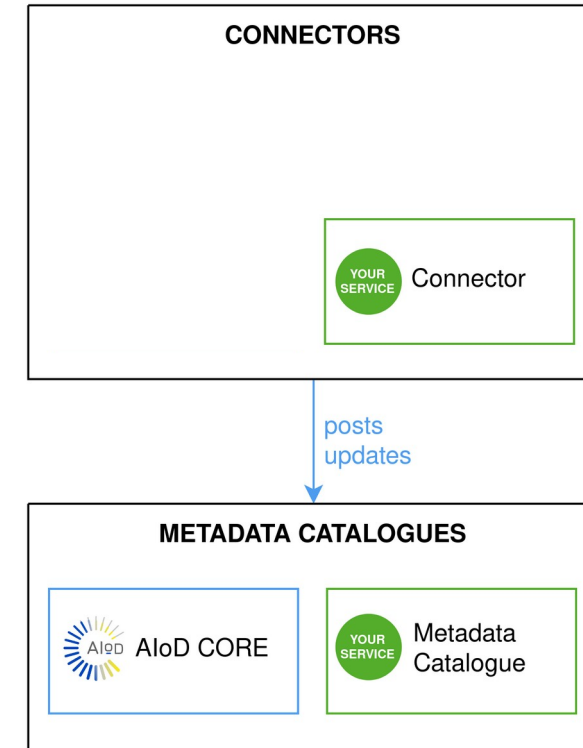 CONNECTORS
YOUR
SERVICE
Connector
posts
updates
METADATA CATALOGUES
AIoD
AIoD CORE
YOUR
SERVICE
Metadata
Catalogue